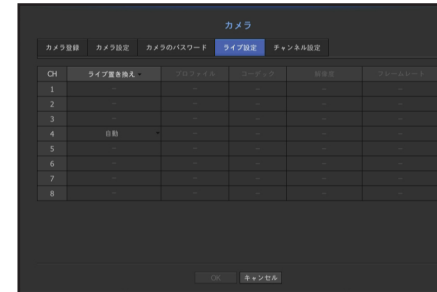 カメラ
カメラ登録 カメラ設定 カメラのパスワード ライブ設定 チャンネル設定
CH ライブ置き換え プロファイル コーデック 解像度 フレームレート
1 -- -- -- -- --
2 -- -- -- -- --
3 -- -- -- -- --
4 自動 -- -- -- --
5 -- -- -- -- --
6 -- -- -- -- --
7 -- -- -- -- --
8 -- -- -- -- --
OK キャンセル